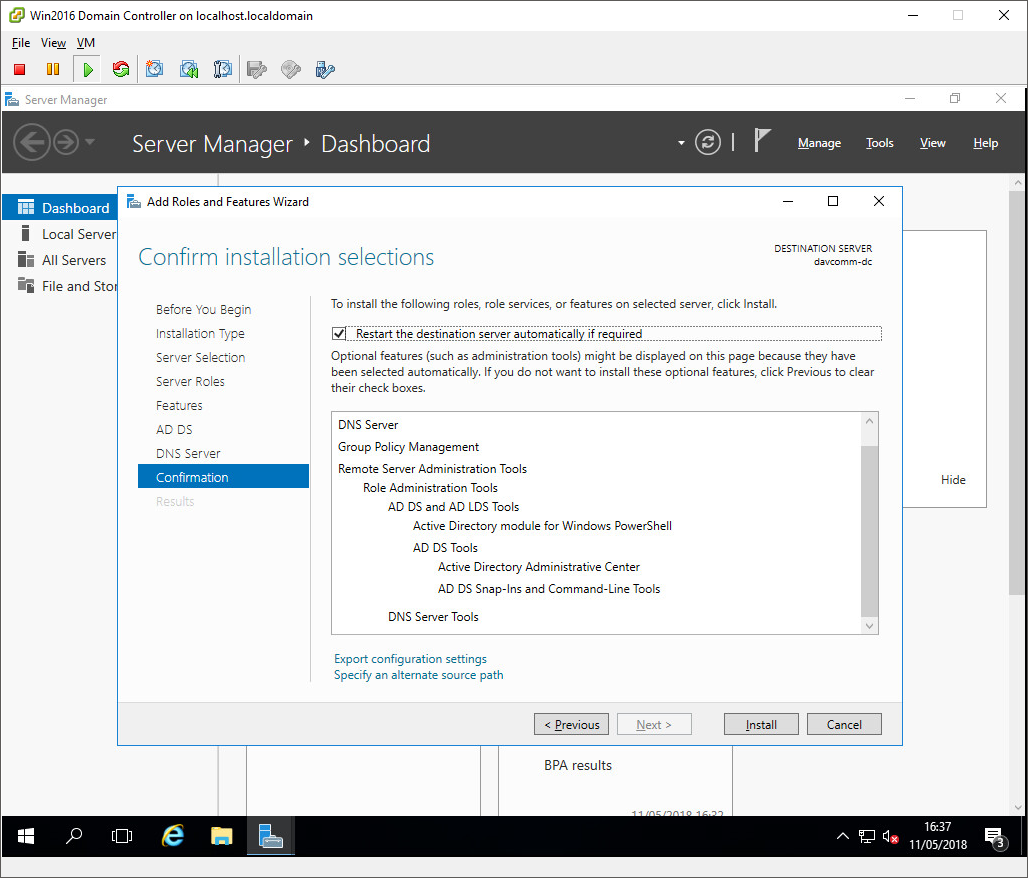 Win2016 Domain Controller on localhost.localdomain
File View VM
Server Manager
Server Manager ‣ Dashboard
Manage Tools View Help
Dashboard
Local Server
All Servers
File and Stor
Add Roles and Features Wizard
Confirm installation selections
DESTINATION SERVER
davcomm-dc
Before You Begin
Installation Type
Server Selection
Server Roles
Features
AD DS
DNS Server
Confirmation
Results
To install the following roles, role services, or features on selected server, click Install.
Restart the destination server automatically if required
Optional features (such as administration tools) might be displayed on this page because they have
been selected automatically. If you do not want to install these optional features, click Previous to clear
their check boxes.
DNS Server
Group Policy Management
Remote Server Administration Tools
Role Administration Tools
AD DS and AD LDS Tools
Active Directory module for Windows PowerShell
AD DS Tools
Active Directory Administrative Center
AD DS Snap-Ins and Command-Line Tools
DNS Server Tools
Export configuration settings
Specify an alternate source path
< Previous Next > Install Cancel
Hide
BPA results
11/05/2018 16:32
16:37
11/05/2018
3